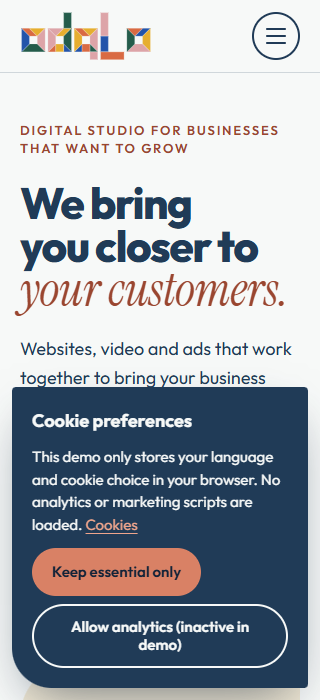 adalo
DIGITAL STUDIO FOR BUSINESSES
THAT WANT TO GROW
We bring
you closer to
your customers.
Websites, video and ads that work
together to bring your business
Cookie preferences
This demo only stores your language
and cookie choice in your browser. No
analytics or marketing scripts are
loaded. Cookies
Keep essential only
Allow analytics (inactive in
demo)